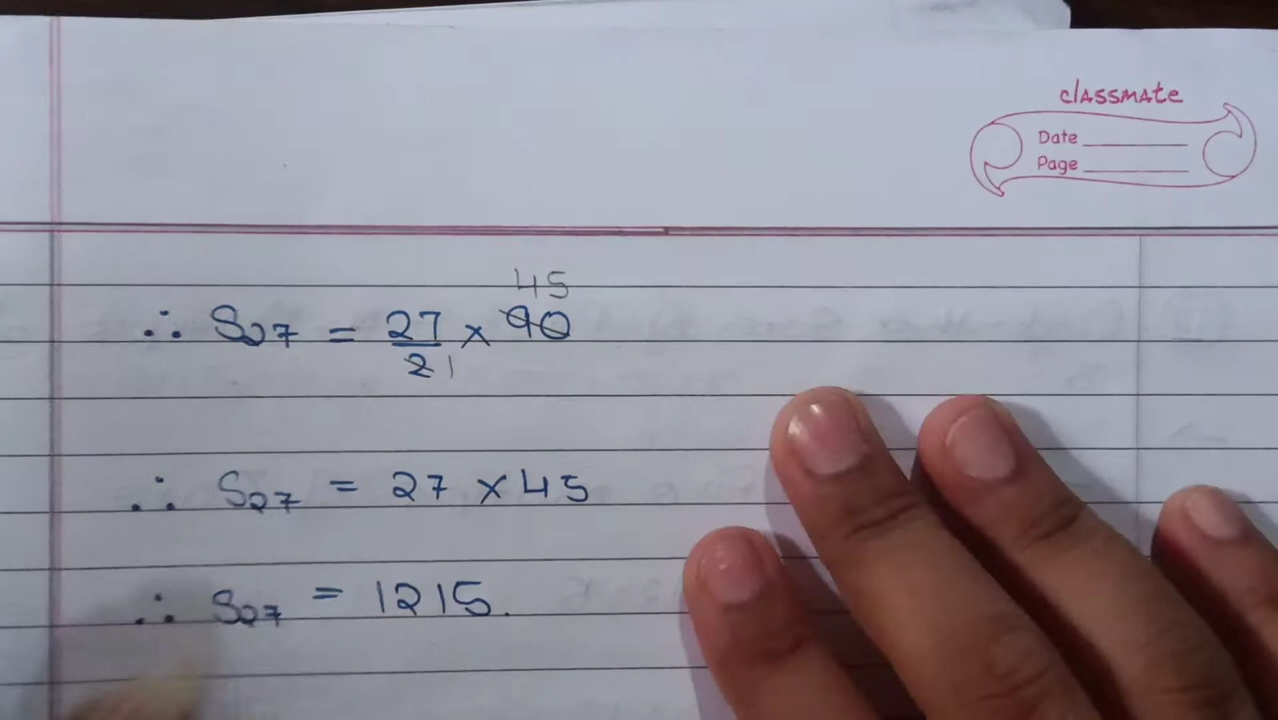 classmate
Date
Page
45
∴ S27 = 27/2 × 90
1
∴ S27 = 27 × 45
∴ S27 = 1215.